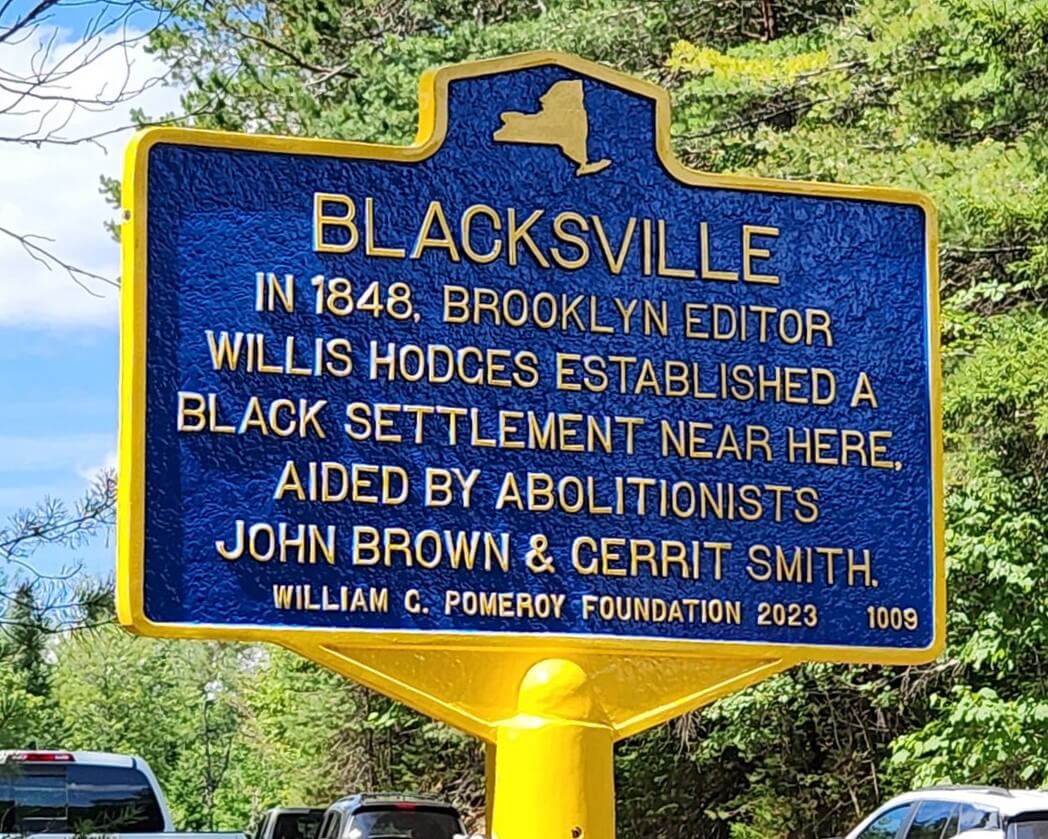 BLACKSVILLE
IN 1848, BROOKLYN EDITOR
WILLIS HODGES ESTABLISHED A
BLACK SETTLEMENT NEAR HERE,
AIDED BY ABOLITIONISTS
JOHN BROWN & GERRIT SMITH.
WILLIAM G. POMEROY FOUNDATION 2023 1009